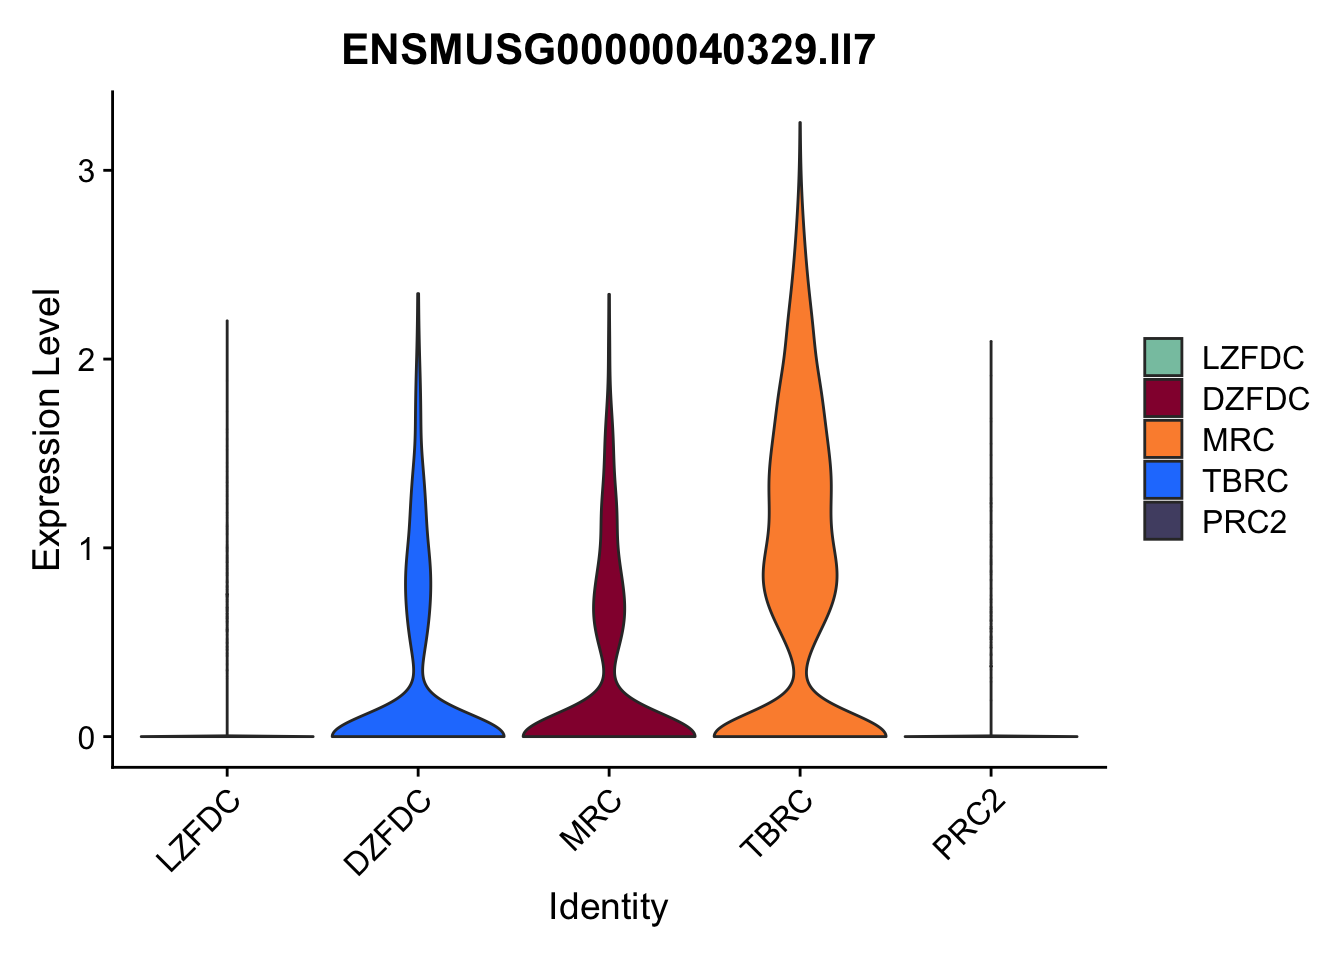 ENSMUSG00000040329.Il7
Expression Level
3
2
1
0
LZFDC
DZFDC
MRC
TBRC
PRC2
Identity
LZFDC
DZFDC
MRC
TBRC
PRC2